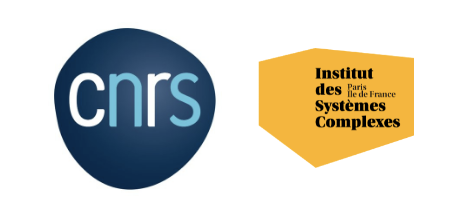 cnrs
Institut
des Paris
Île de France
Systèmes
Complexes